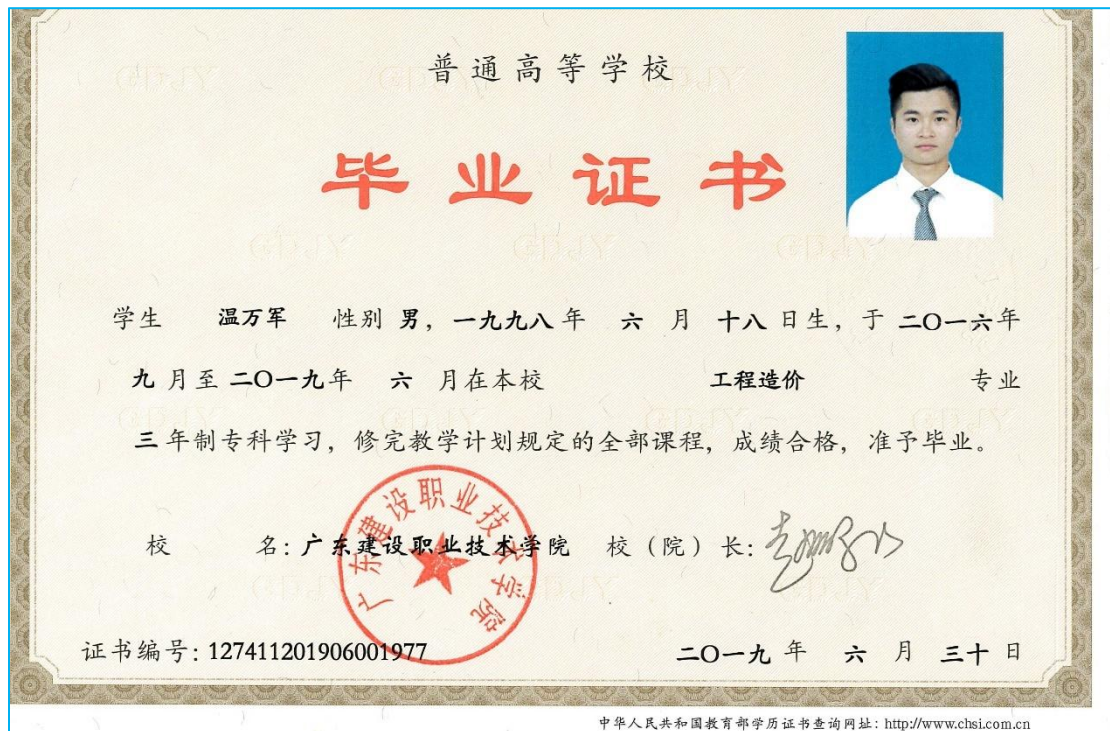 普通高等学校
毕业证书
学生 温万军 性别 男，一九九八 年 六 月 十八 日生，于 二〇一六年
九 月至 二〇一九年 六 月在本校 工程造价 专业
三 年制专科学习，修完教学计划规定的全部课程，成绩合格，准予毕业。
广东建设职业技术学院
校 名：广东建设职业技术学院 校（院）长：
证书编号：127411201906001977 二〇一九 年 六 月 三十 日
中华人民共和国教育部学历证书查询网址：http://www.chsi.com.cn